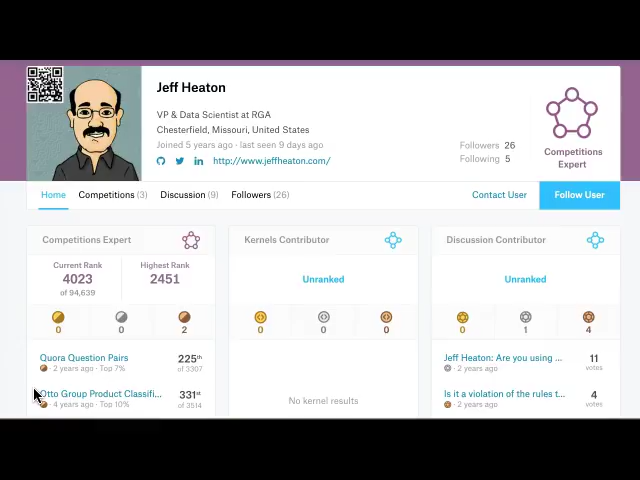 Jeff Heaton
VP & Data Scientist at RGA
Chesterfield, Missouri, United States
Joined 5 years ago · last seen 9 days ago
http://www.jeffheaton.com/
Followers 26
Following 5
Competitions
Expert
Home Competitions (3) Discussion (9) Followers (26) Contact User Follow User
Competitions Expert
Current Rank
4023
of 94,639
Highest Rank
2451
0 0 2
Quora Question Pairs 225th
· 2 years ago · Top 7% of 3307
Otto Group Product Classifi... 331st
· 4 years ago · Top 10% of 3514
Kernels Contributor
Unranked
0 0 0
No kernel results
Discussion Contributor
Unranked
0 1 4
Jeff Heaton: Are you using ... 11
· 2 years ago votes
Is it a violation of the rules t... 4
· 2 years ago votes